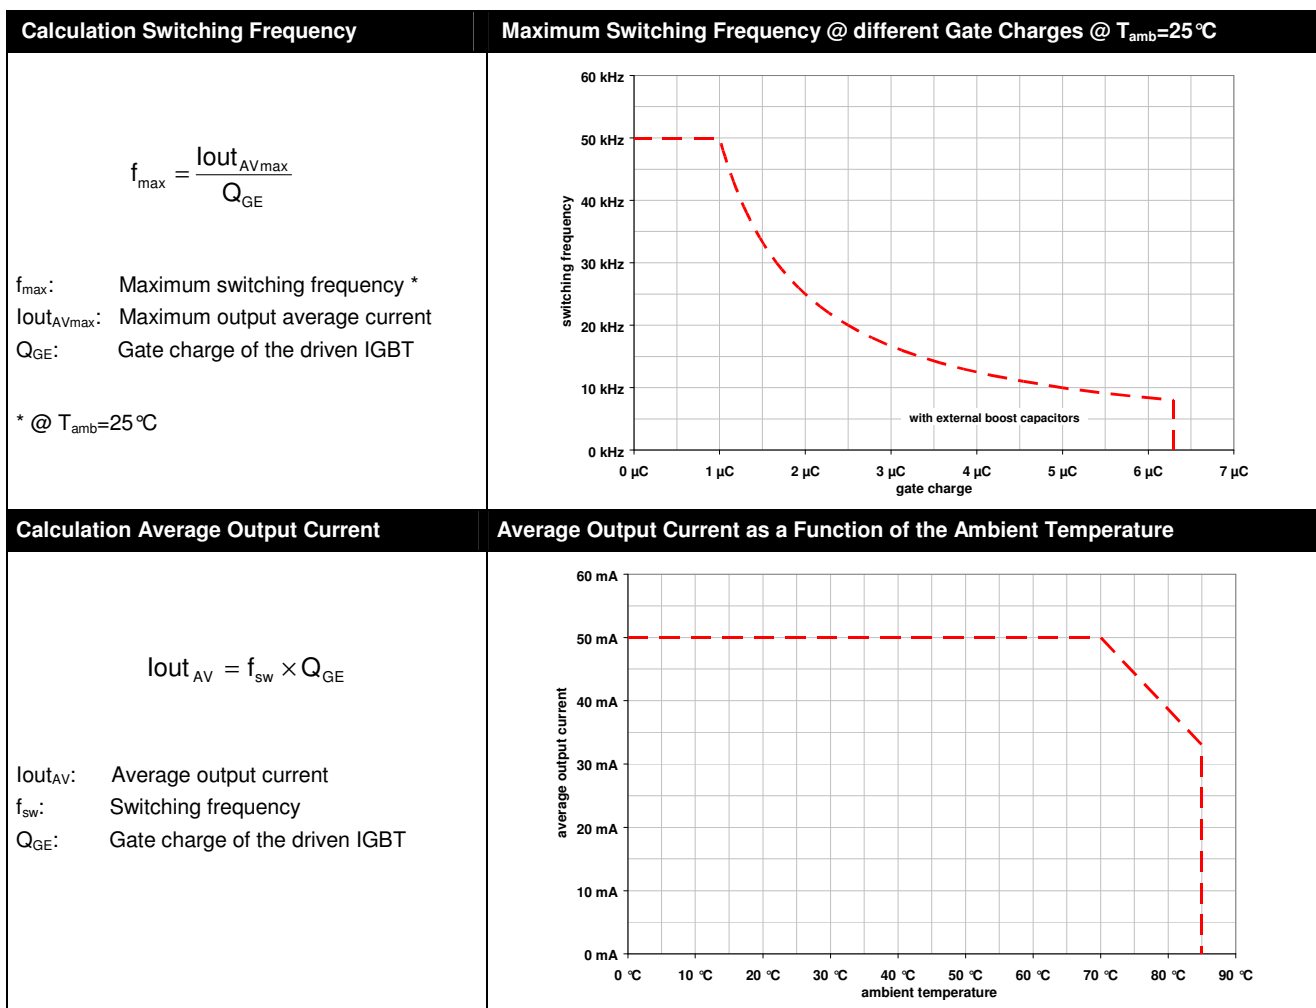 Calculation Switching Frequency
Maximum Switching Frequency @ different Gate Charges @ Tamb=25°C
fmax = IoutAVmax / QGE
fmax: Maximum switching frequency *
IoutAVmax: Maximum output average current
QGE: Gate charge of the driven IGBT
* @ Tamb=25°C
60 kHz
50 kHz
40 kHz
30 kHz
20 kHz
10 kHz
0 kHz
switching frequency
with external boost capacitors
0 µC 1 µC 2 µC 3 µC 4 µC 5 µC 6 µC 7 µC
gate charge
Calculation Average Output Current
Average Output Current as a Function of the Ambient Temperature
Iout AV = fsw × QGE
IoutAV: Average output current
fsw: Switching frequency
QGE: Gate charge of the driven IGBT
60 mA
50 mA
40 mA
30 mA
20 mA
10 mA
0 mA
average output current
0 °C 10 °C 20 °C 30 °C 40 °C 50 °C 60 °C 70 °C 80 °C 90 °C
ambient temperature